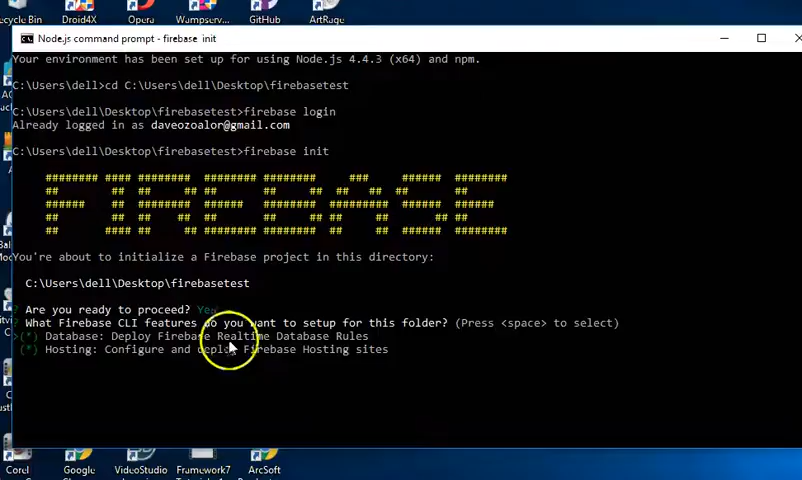 ecycle Bin Droid4X Opera Wampserv... GitHub ArtRage
Node.js command prompt - firebase init
Your environment has been set up for using Node.js 4.4.3 (x64) and npm.
C:\Users\dell>cd C:\Users\dell\Desktop\firebasetest
C:\Users\dell\Desktop\firebasetest>firebase login
Already logged in as daveozoalor@gmail.com
C:\Users\dell\Desktop\firebasetest>firebase init
FIREBASE
You're about to initialize a Firebase project in this directory:
C:\Users\dell\Desktop\firebasetest
? Are you ready to proceed? Yes
? What Firebase CLI features do you want to setup for this folder? (Press <space> to select)
>(*) Database: Deploy Firebase Realtime Database Rules
(*) Hosting: Configure and deploy Firebase Hosting sites
Corel Google VideoStudio Framework7 ArcSoft